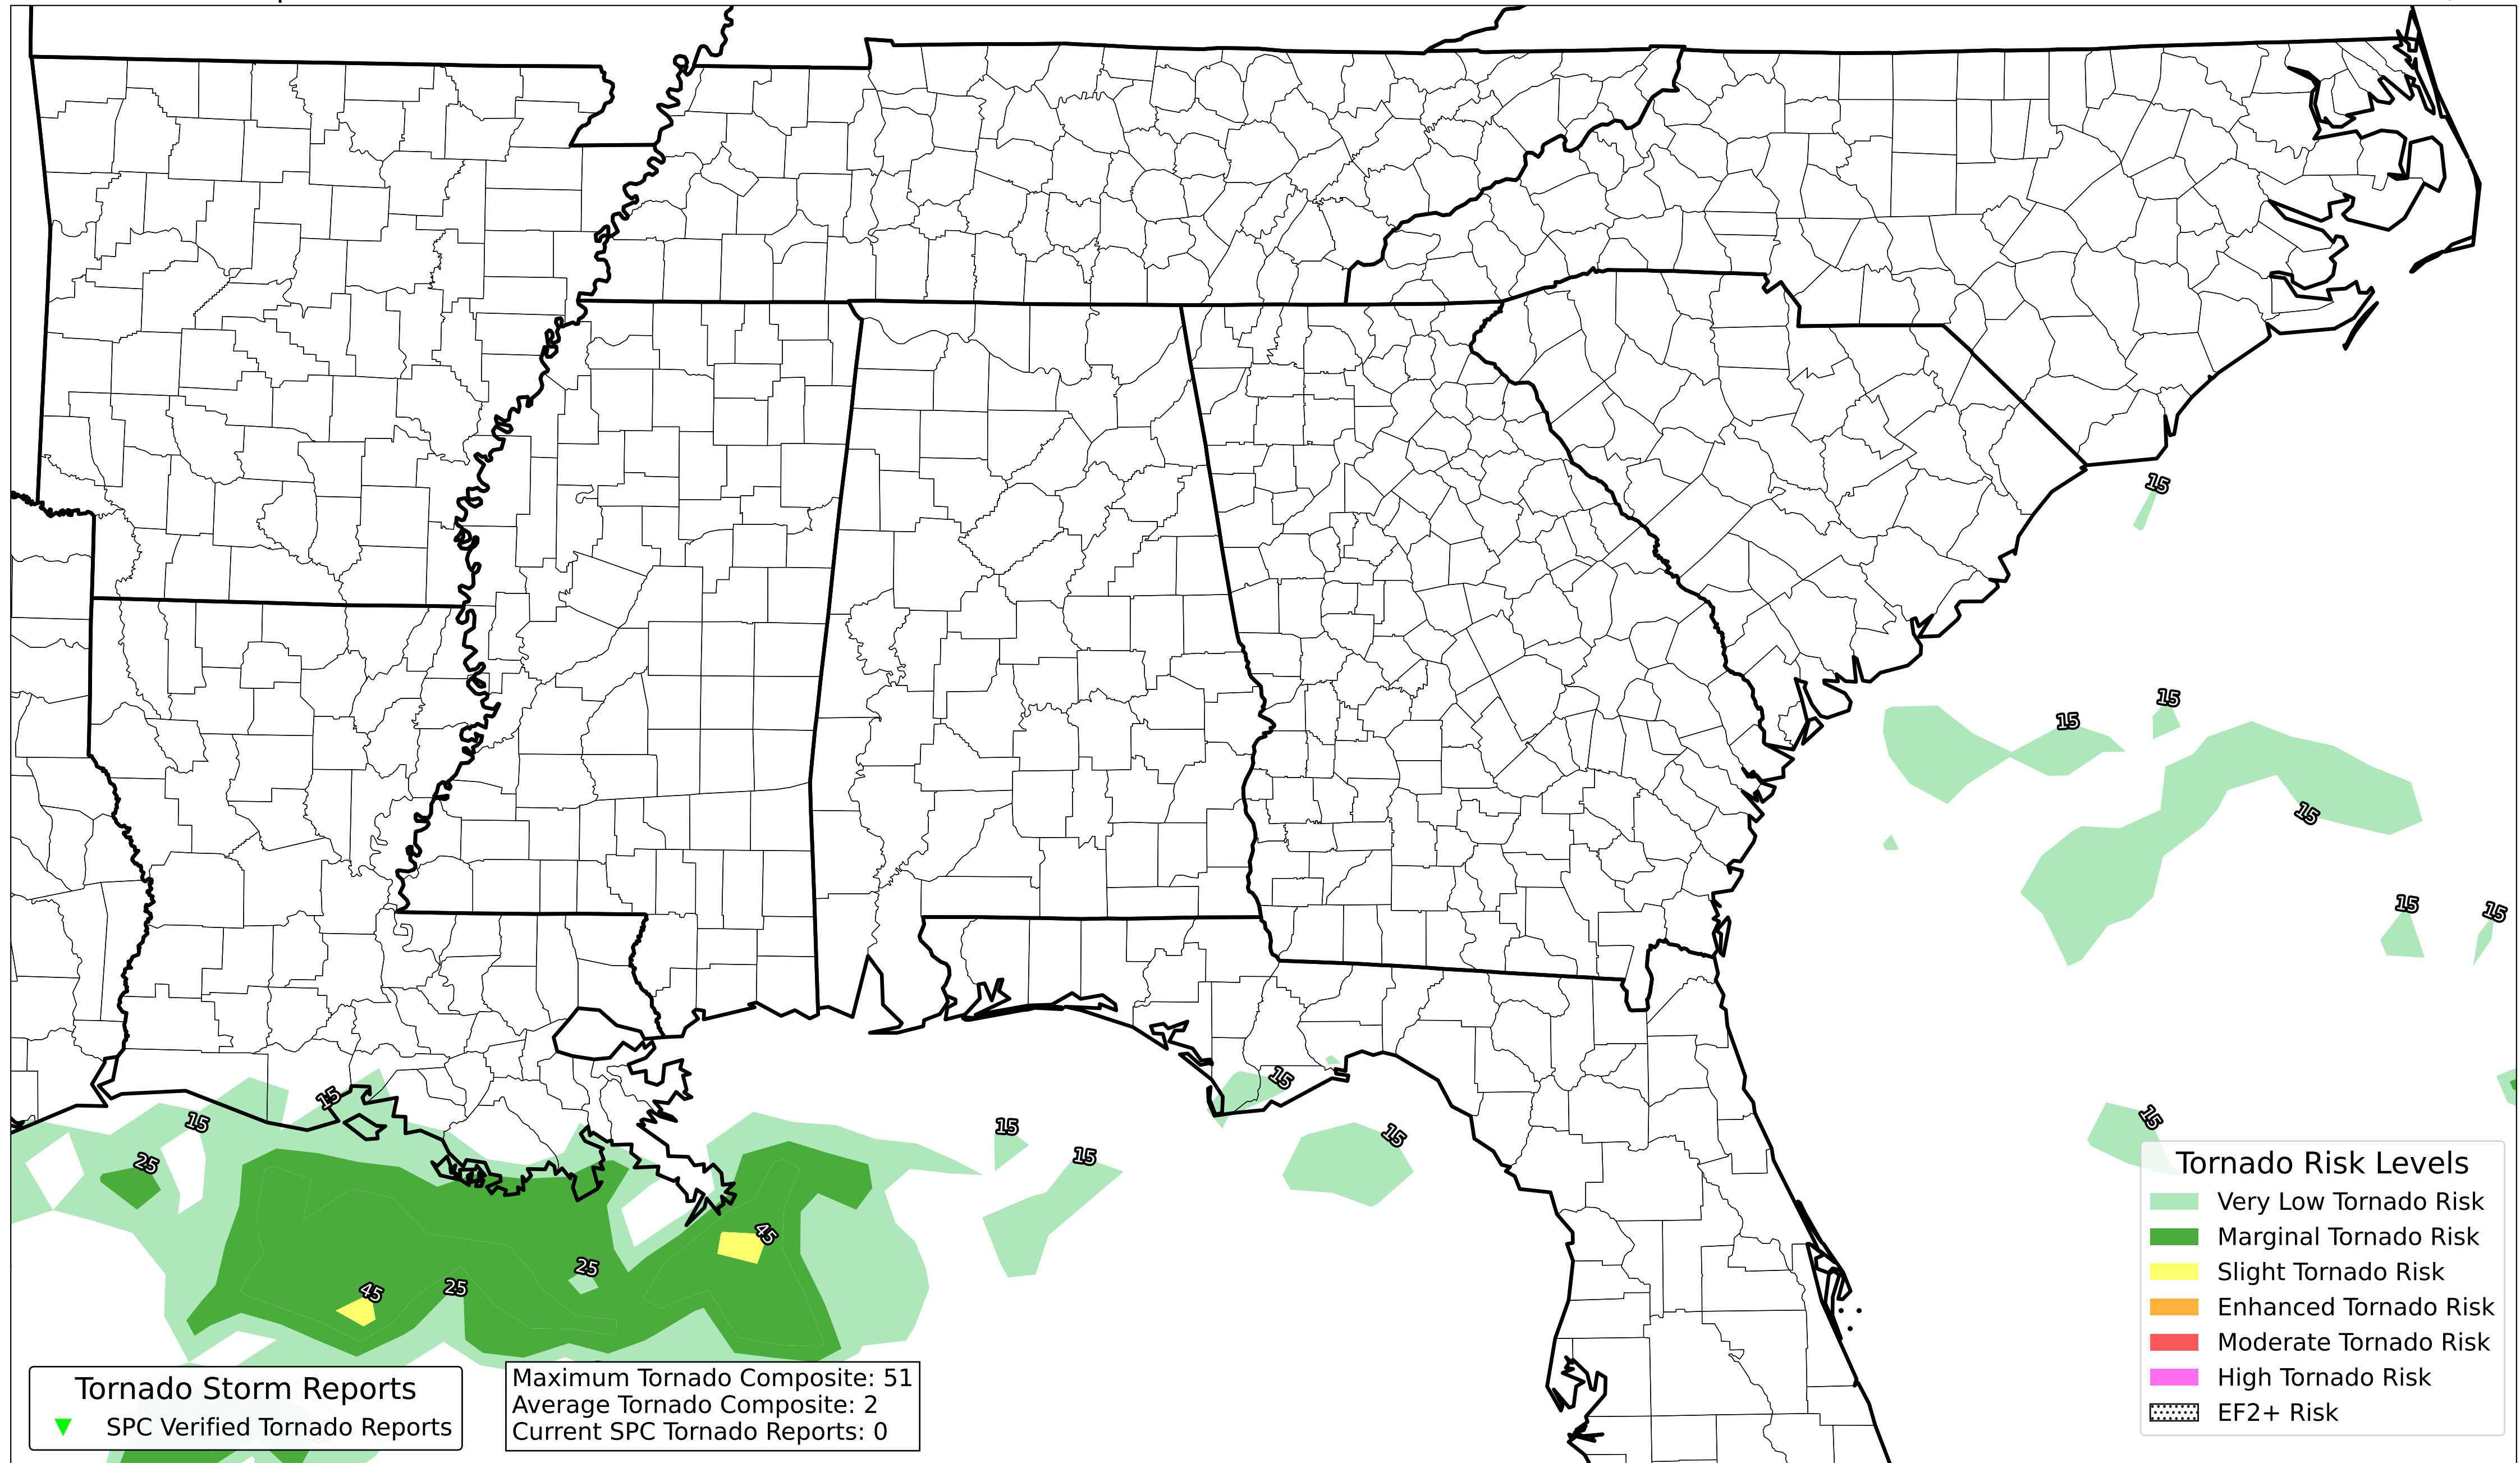 15
15
15
15
15
15
15
25
15
15
15
15
15
15
45
25
25
45
Tornado Risk Levels
Very Low Tornado Risk
Marginal Tornado Risk
Slight Tornado Risk
Enhanced Tornado Risk
Moderate Tornado Risk
High Tornado Risk
EF2+ Risk
Tornado Storm Reports
SPC Verified Tornado Reports
Maximum Tornado Composite: 51
Average Tornado Composite: 2
Current SPC Tornado Reports: 0